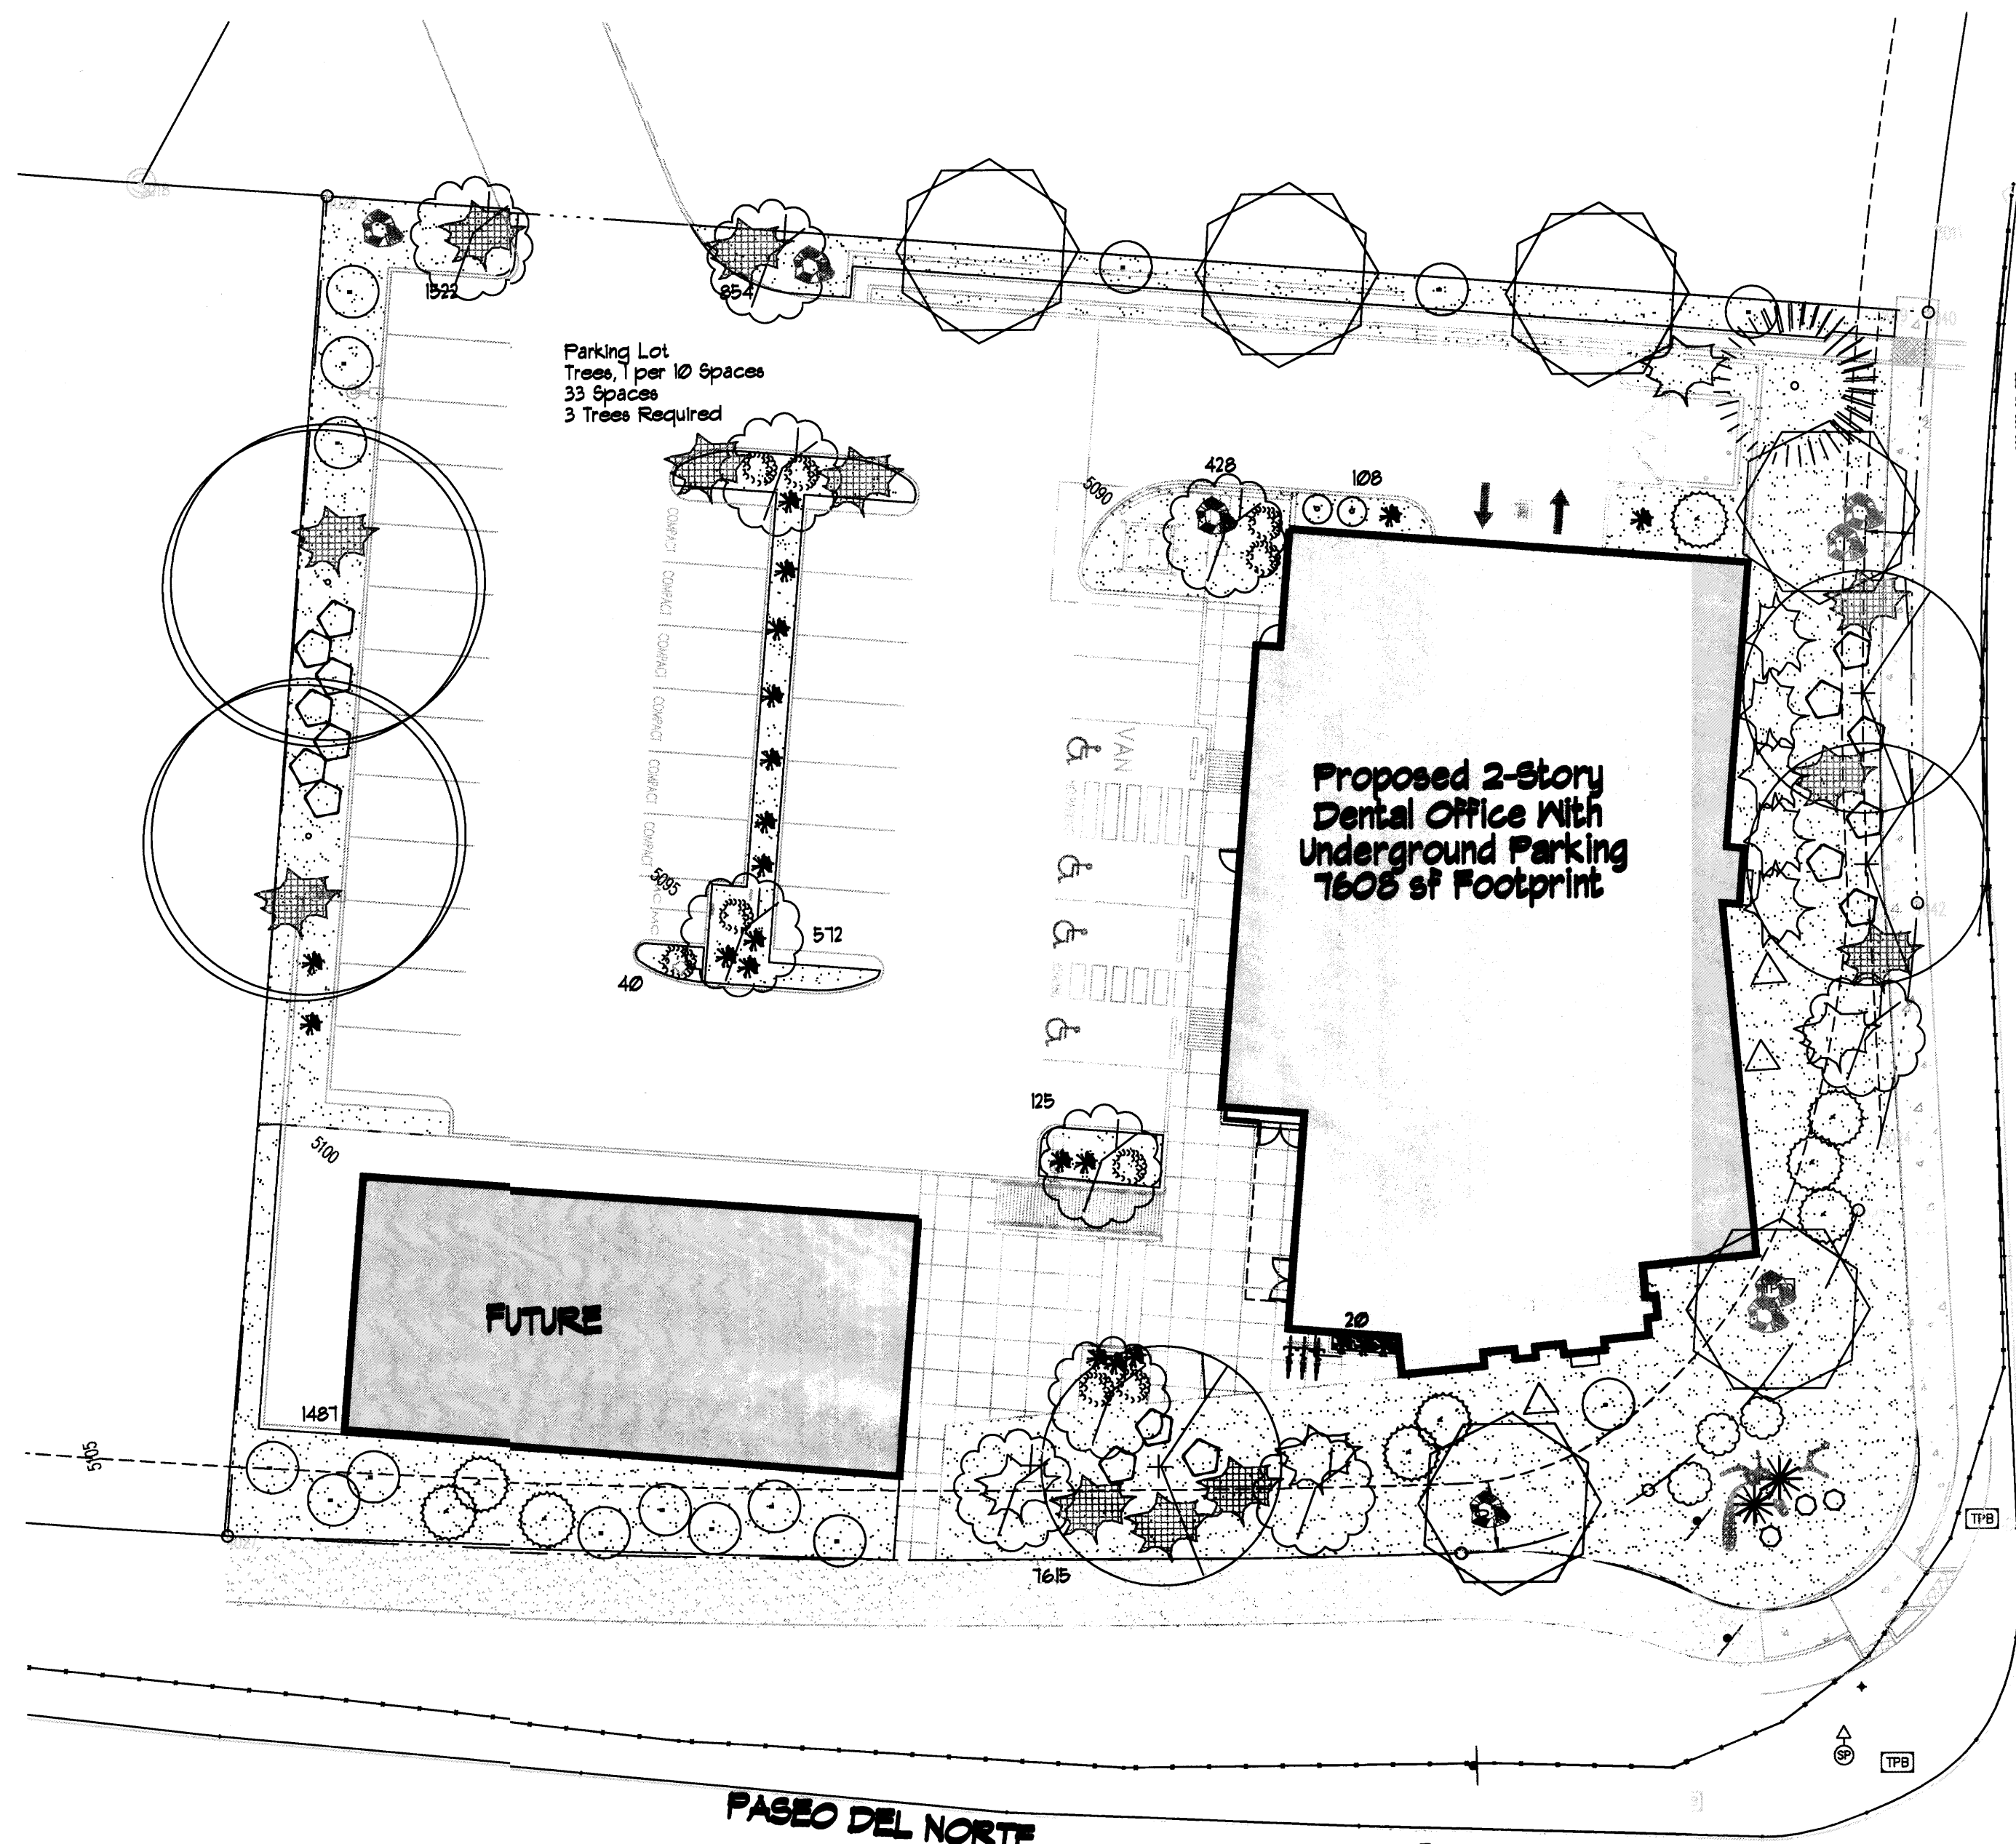 1522
854
Parking Lot
Trees, 1 per 10 Spaces
33 Spaces
3 Trees Required
428
108
5090
COMPACT
COMPACT
COMPACT
COMPACT
COMPACT
COMPACT
VAN
Proposed 2-Story
Dental Office With
Underground Parking
7608 sf Footprint
5095
572
40
125
5100
FUTURE
20
1487
5105
7615
TPB
SP
TPB
PASEO DEL NORTE